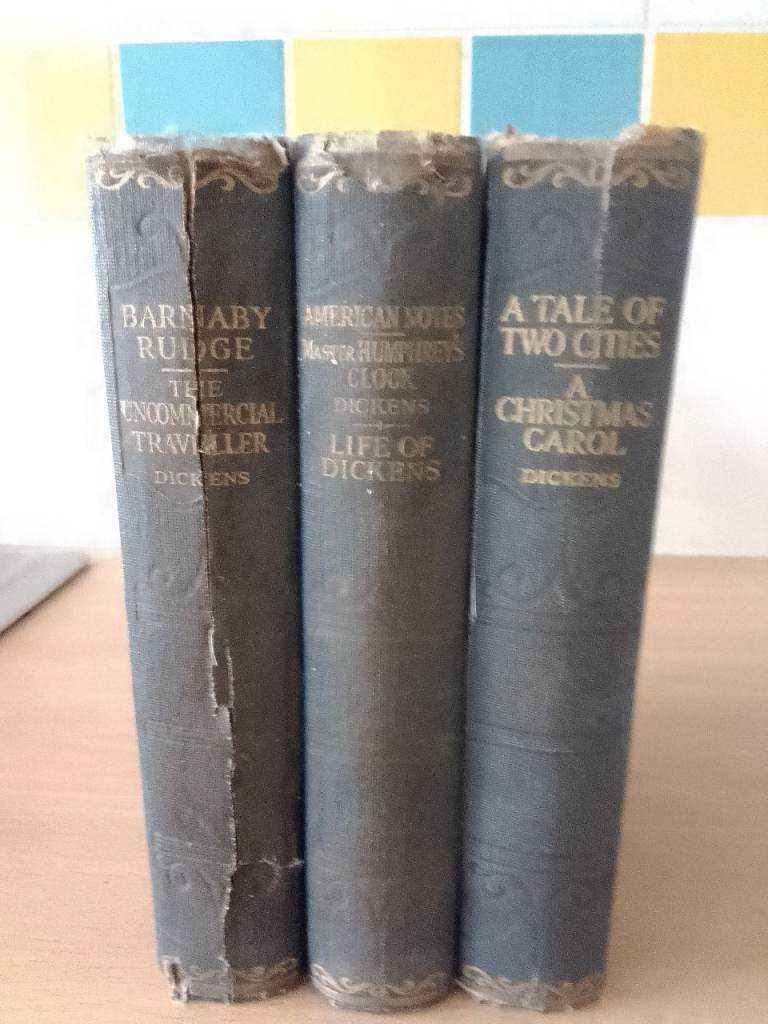 BARNABY
RUDGE
THE
UNCOMMERCIAL
TRAVELLER
DICKENS
AMERICAN NOTES
MASTER HUMPHREY'S
CLOCK
DICKENS
LIFE OF
DICKENS
A TALE OF
TWO CITIES
A
CHRISTMAS
CAROL
DICKENS